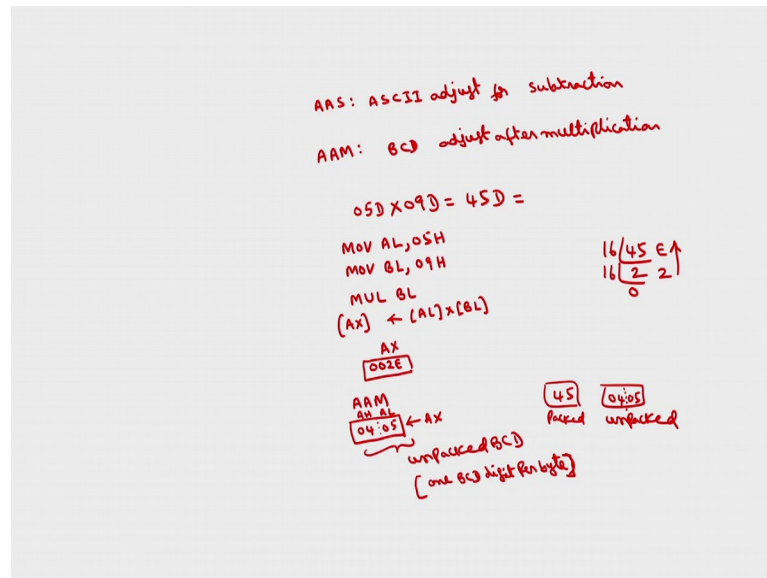 AAS: ASCII adjust for subtraction
AAM: BCD adjust after multiplication
05D X 09D = 45D =
MOV AL, 05H
MOV BL, 09H
MUL BL
[AX] ← [AL] x [BL]
16 45 E
16 2 2
0
AX
002E
AAM
AH AL
04:05 ← AX
unpacked BCD
[one BCD digit per byte]
45 04:05
Packed unpacked